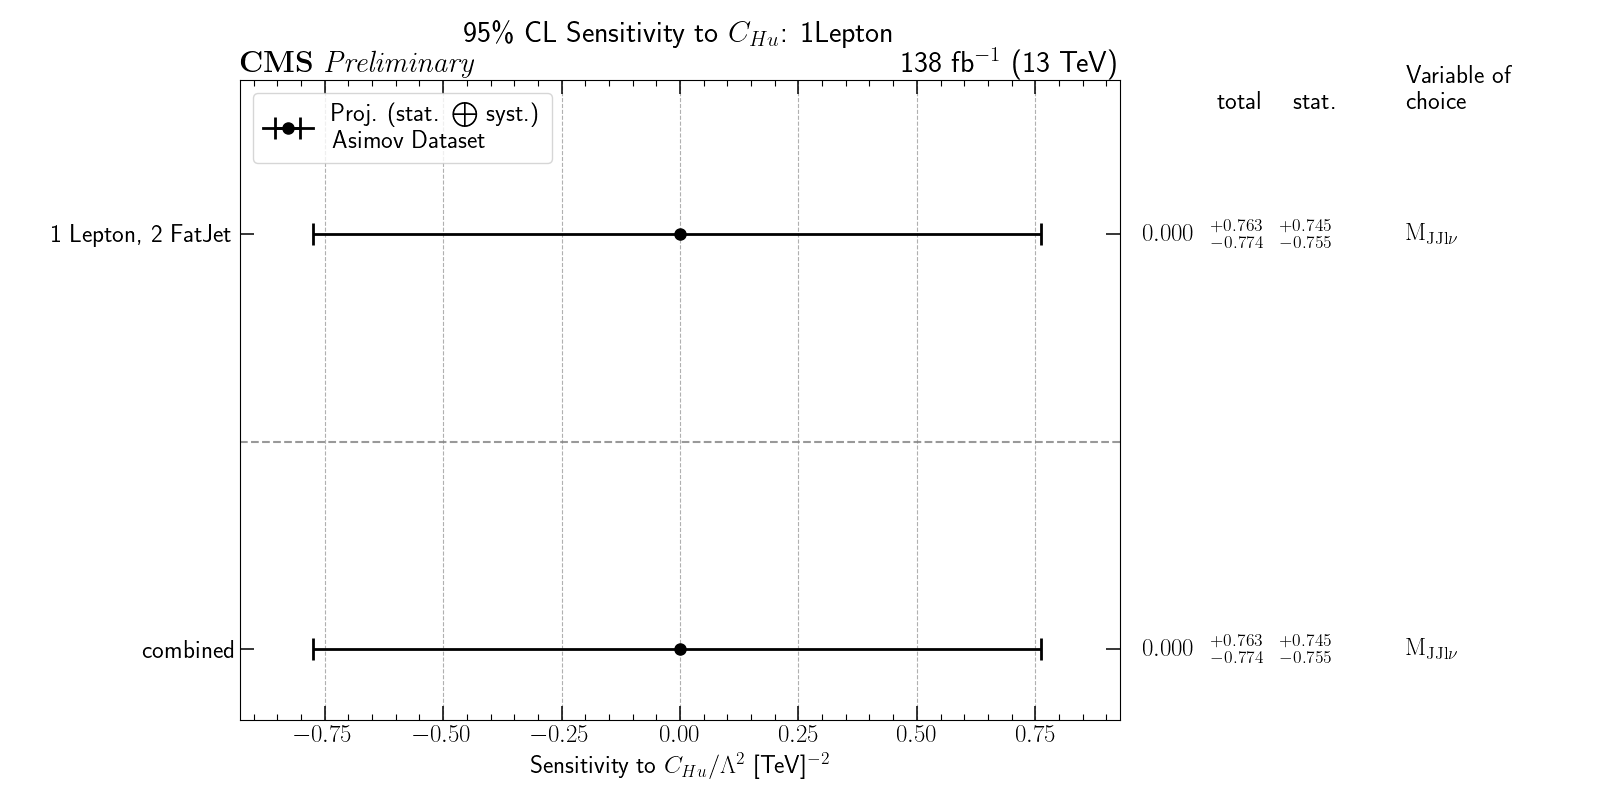 95% CL Sensitivity to C_{Hu}: 1Lepton
CMS Preliminary 138 fb^{−1} (13 TeV)
Variable of
total stat. choice
Proj. (stat. ⨁ syst.)
Asimov Dataset
1 Lepton, 2 FatJet 0.000 +0.763 −0.774 +0.745 −0.755 M_{JJlν}
combined 0.000 +0.763 −0.774 +0.745 −0.755 M_{JJlν}
−0.75 −0.50 −0.25 0.00 0.25 0.50 0.75
Sensitivity to C_{Hu}/Λ^2 [TeV]^{−2}